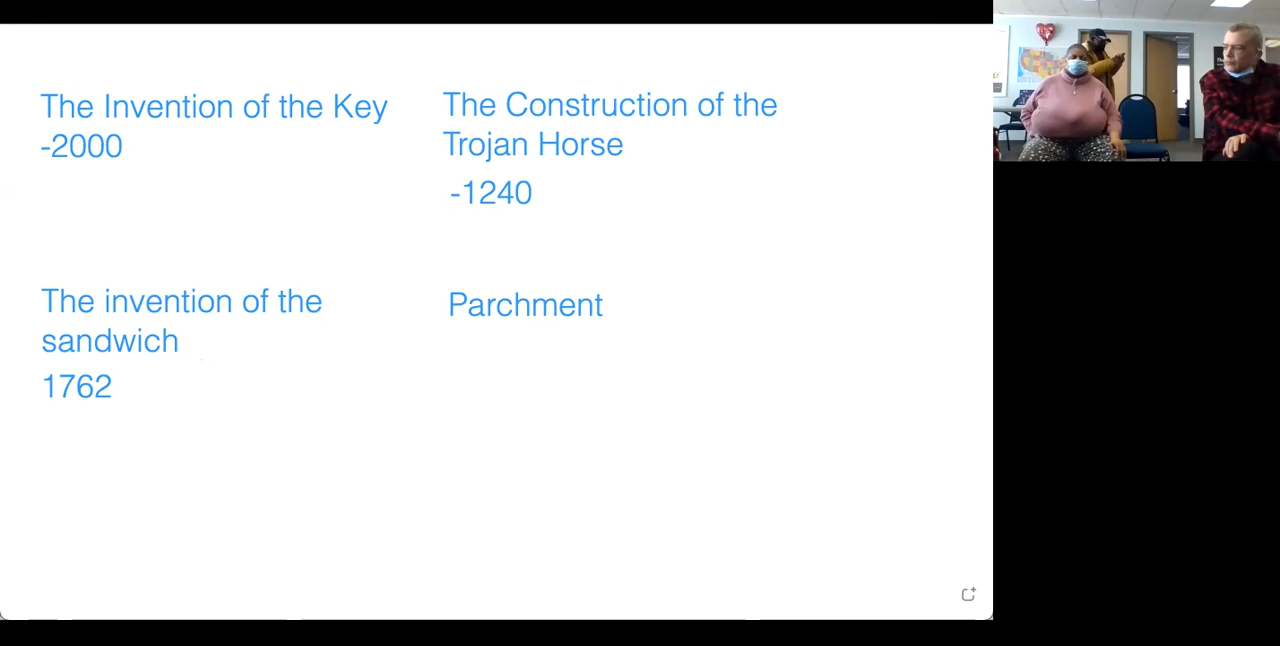 The Invention of the Key
-2000
The Construction of the
Trojan Horse
-1240
The invention of the
sandwich
1762
Parchment